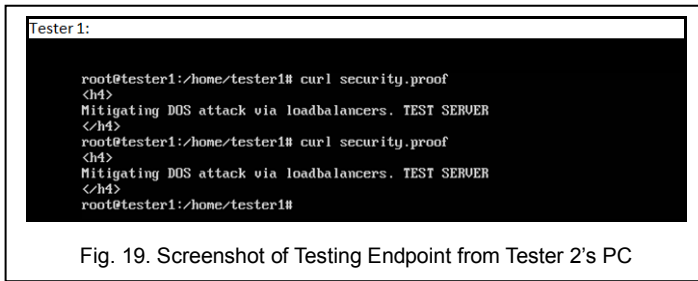 Tester 1:
root@tester1:/home/tester1# curl security.proof
<h4>
Mitigating DOS attack via loadbalancers. TEST SERVER
</h4>
root@tester1:/home/tester1# curl security.proof
<h4>
Mitigating DOS attack via loadbalancers. TEST SERVER
</h4>
root@tester1:/home/tester1#
Fig. 19. Screenshot of Testing Endpoint from Tester 2's PC